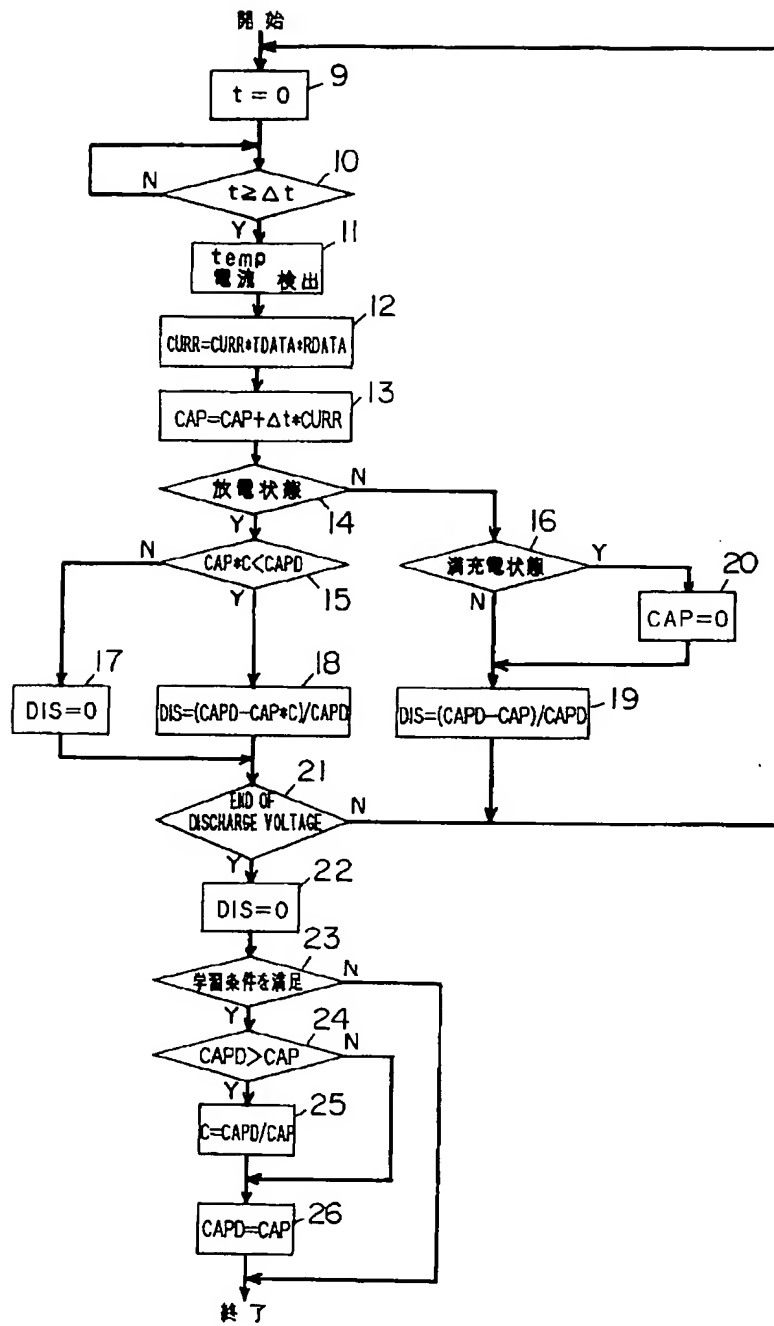 開始
9
t=0
10
N
t≧Δt
Y
11
temp
電流 検出
12
CURR=CURR*TDATA*RDATA
13
CAP=CAP+Δt*CURR
放電状態
N
14
Y
16
N
CAP*C<CAPD
満充電状態
Y
15
20
Y
N
CAP=0
17
18
DIS=0
DIS=(CAPD-CAP*C)/CAPD
DIS=(CAPD-CAP)/CAPD
19
21
END OF
DISCHARGE VOLTAGE
N
Y
22
DIS=0
23
学習条件を満足
N
Y
24
CAPD>CAP
N
Y
25
C=CAPD/CAP
CAPD=CAP
26
終了